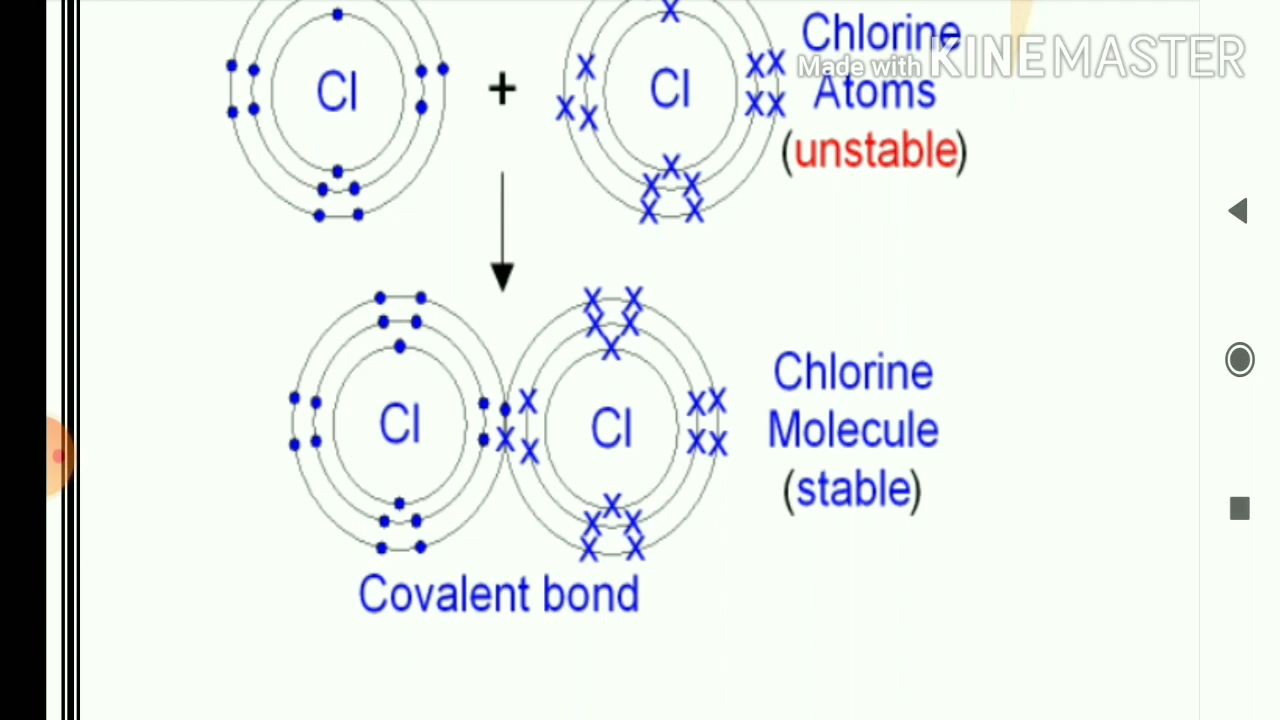 Cl
+
Cl
Chlorine
Atoms
(unstable)
Made with KINEMASTER
Cl
Cl
Chlorine
Molecule
(stable)
Covalent bond